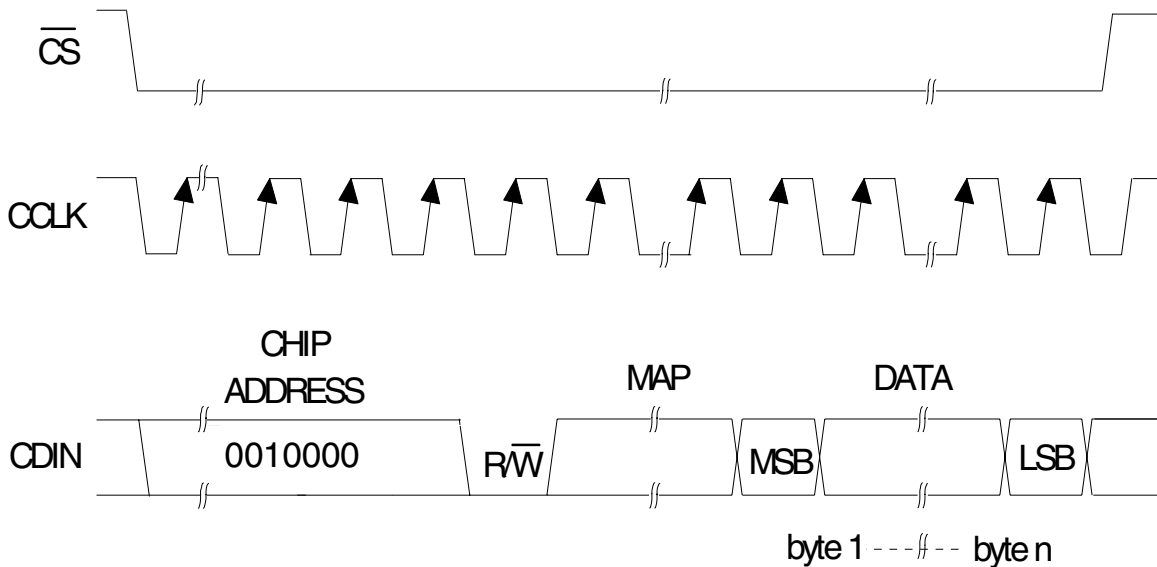 CS
CCLK
CHIP
ADDRESS
MAP
DATA
CDIN
0010000
R/W
MSB
LSB
byte 1
byte n